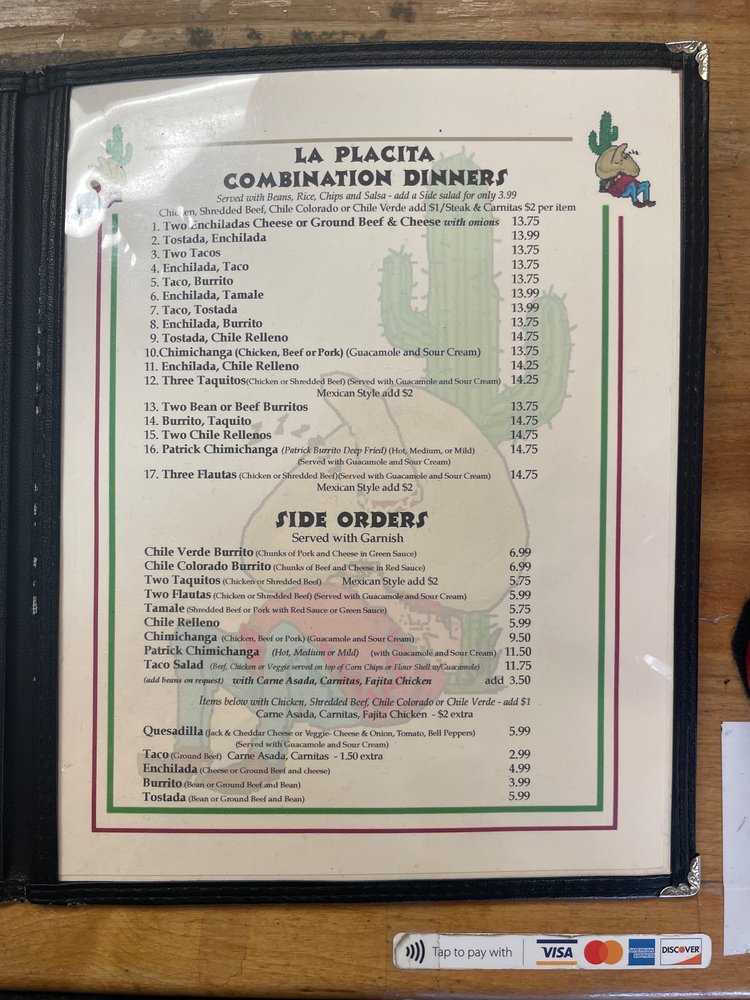 LA PLACITA
COMBINATION DINNERS
Served with Beans, Rice, Chips and Salsa - add a Side salad for only 3.99
Chicken, Shredded Beef, Chile Colorado or Chile Verde add $1/Steak & Carnitas $2 per item
1. Two Enchiladas Cheese or Ground Beef & Cheese with onions 13.75
2. Tostada, Enchilada 13.99
3. Two Tacos 13.75
4. Enchilada, Taco 13.75
5. Taco, Burrito 13.75
6. Enchilada, Tamale 13.99
7. Taco, Tostada 13.99
8. Enchilada, Burrito 13.75
9. Tostada, Chile Relleno 14.75
10.Chimichanga (Chicken, Beef or Pork) (Guacamole and Sour Cream) 13.75
11. Enchilada, Chile Relleno 14.25
12. Three Taquitos(Chicken or Shredded Beef) (Served with Guacamole and Sour Cream) 14.25
Mexican Style add $2
13. Two Bean or Beef Burritos 13.75
14. Burrito, Taquito 14.75
15. Two Chile Rellenos 14.75
16. Patrick Chimichanga (Patrick Burrito Deep Fried) (Hot, Medium, or Mild) 14.75
(Served with Guacamole and Sour Cream)
17. Three Flautas (Chicken or Shredded Beef)(Served with Guacamole and Sour Cream) 14.75
Mexican Style add $2
SIDE ORDERS
Served with Garnish
Chile Verde Burrito (Chunks of Pork and Cheese in Green Sauce) 6.99
Chile Colorado Burrito (Chunks of Beef and Cheese in Red Sauce) 6.99
Two Taquitos (Chicken or Shredded Beef) Mexican Style add $2 5.75
Two Flautas (Chicken or Shredded Beef) (Served with Guacamole and Sour Cream) 5.99
Tamale (Shredded Beef or Pork with Red Sauce or Green Sauce) 5.75
Chile Relleno 5.99
Chimichanga (Chicken, Beef or Pork) (Guacamole and Sour Cream) 9.50
Patrick Chimichanga (Hot, Medium or Mild) (with Guacamole and Sour Cream) 11.50
Taco Salad (Beef, Chicken or Veggie served on top of Corn Chips or Flour Shell w/Guacamole) 11.75
(add beans on request) with Carne Asada, Carnitas, Fajita Chicken add 3.50
Items below with Chicken, Shredded Beef, Chile Colorado or Chile Verde - add $1
Carne Asada, Carnitas, Fajita Chicken - $2 extra
Quesadilla (Jack & Cheddar Cheese or Veggie- Cheese & Onion, Tomato, Bell Peppers) 5.99
(Served with Guacamole and Sour Cream)
Taco (Ground Beef) Carne Asada, Carnitas - 1.50 extra 2.99
Enchilada (Cheese or Ground Beef and cheese) 4.99
Burrito (Bean or Ground Beef and Bean) 3.99
Tostada (Bean or Ground Beef and Bean) 5.99
Tap to pay with VISA AMERICAN EXPRESS DISCOVER